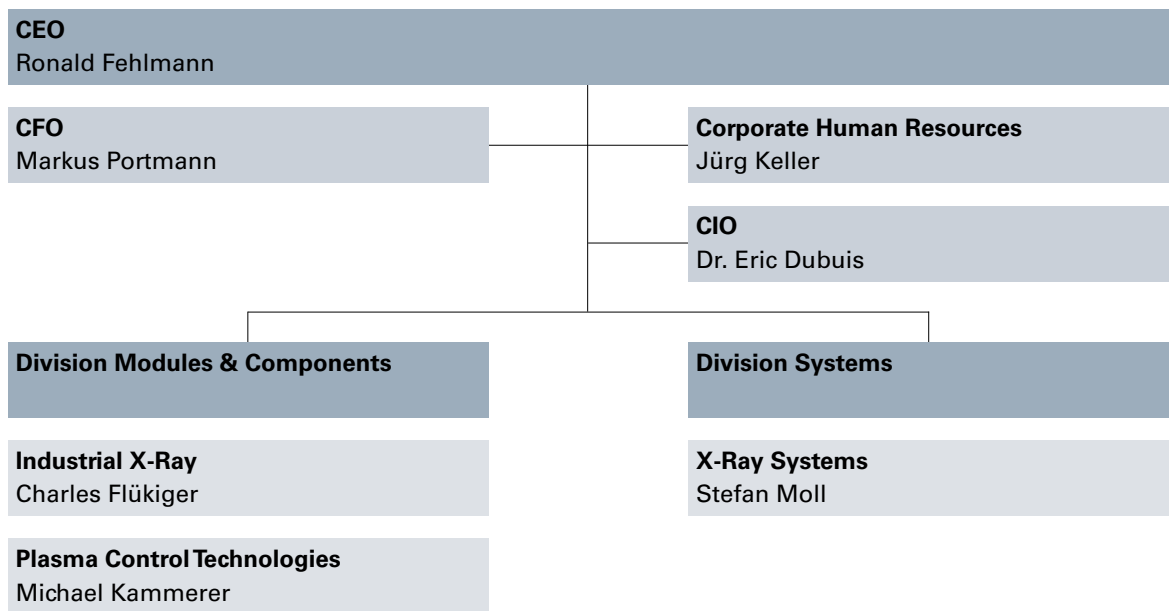 CEO
Ronald Fehlmann
CFO
Markus Portmann
Corporate Human Resources
Jürg Keller
CIO
Dr. Eric Dubuis
Division Modules & Components
Division Systems
Industrial X-Ray
Charles Flükiger
X-Ray Systems
Stefan Moll
Plasma Control Technologies
Michael Kammerer